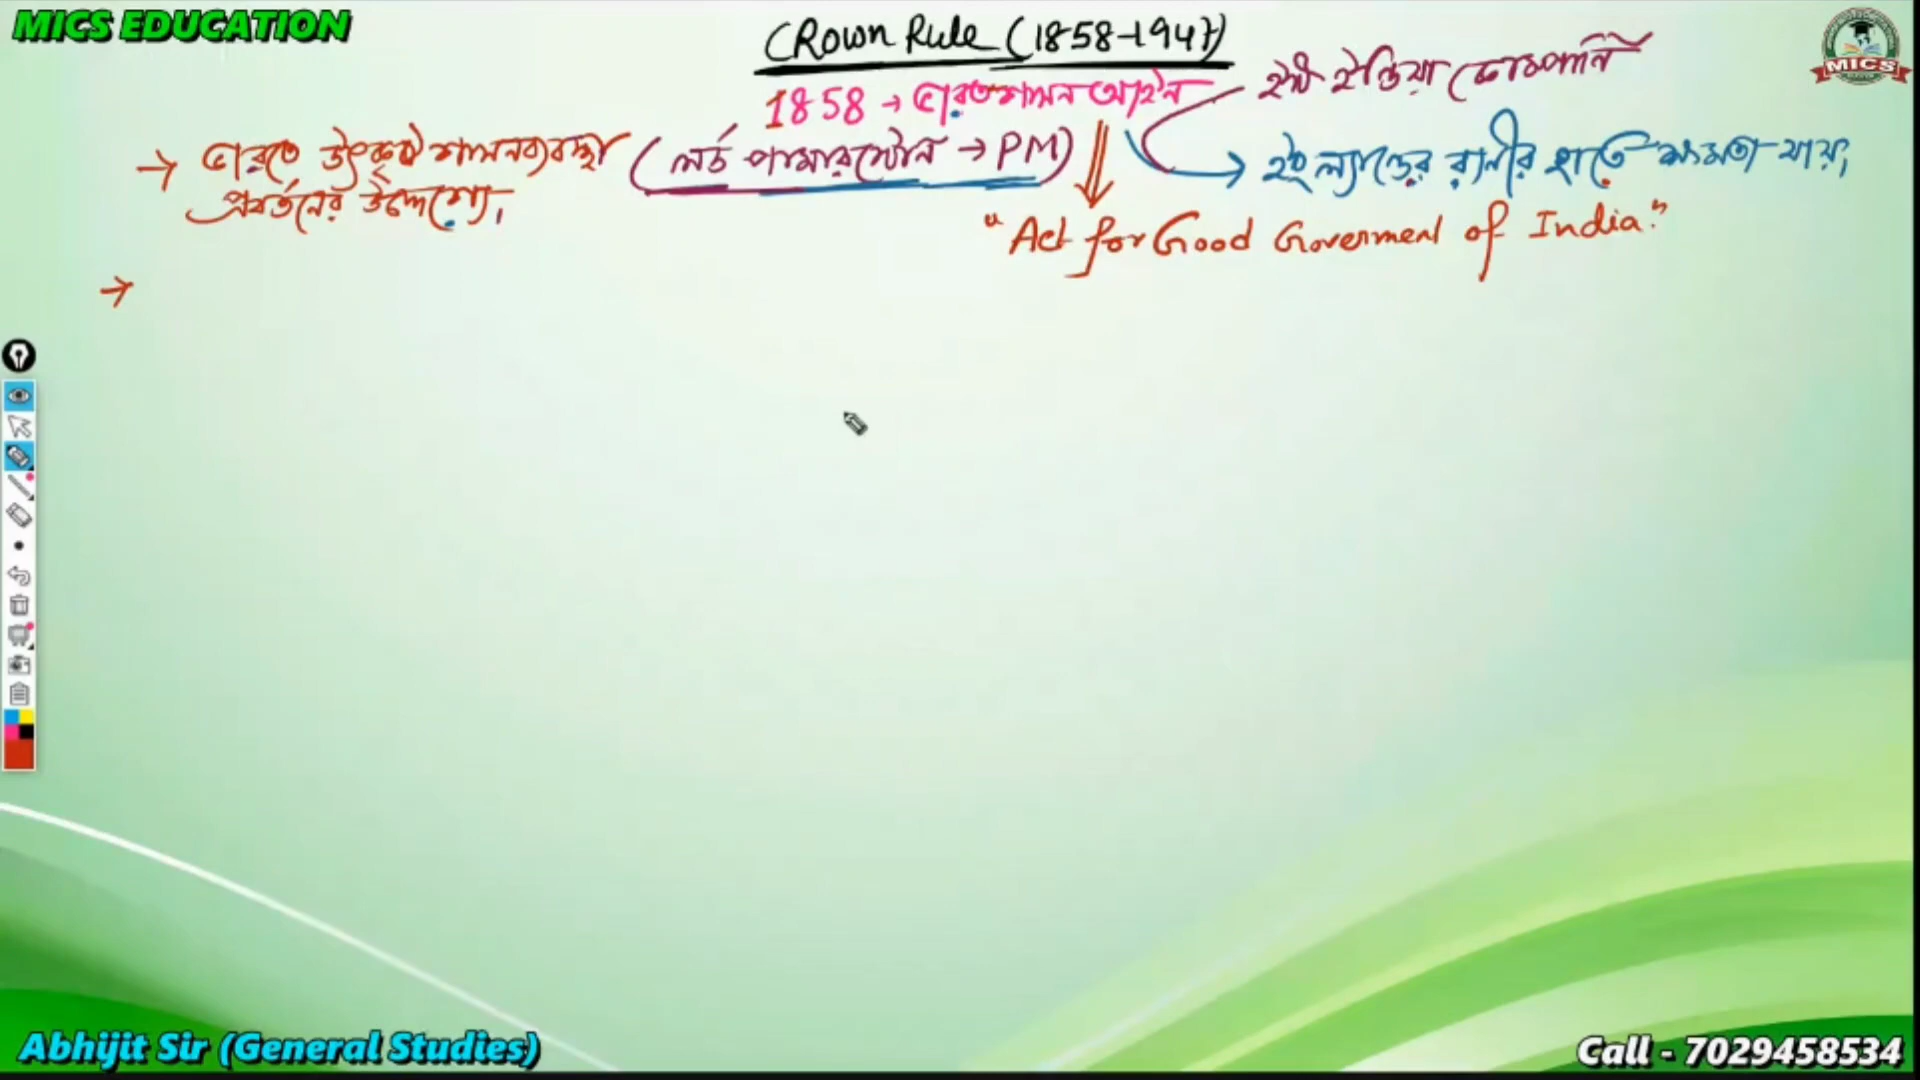 MICS EDUCATION
CRown Rule (1858-1947)
1858 → ভারতশাসন আইন
ইস্ট ইন্ডিয়া কোম্পানি
→ ভারতে উৎকৃষ্ট শাসনব্যবস্থা (লর্ড পামারস্টোন → PM)
→ ইংল্যান্ডের রাণীর হাতে ক্ষমতা যায়,
প্রবর্তনের উদ্দেশ্যে,
"Act for Good Goverment of India."
→
MICS
Abhijit Sir (General Studies)
Call - 7029458534